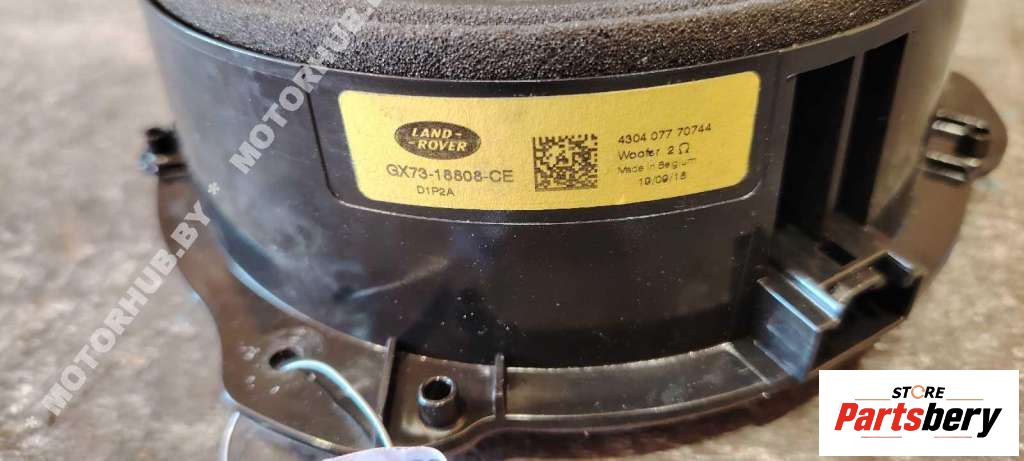 LAND-
ROVER
GX73-18808-CE
D1P2A
4304 077 70744
Woofer 2 Ω
Made in Belgium
19/09/18
MOTORHUB.BY * MOTORHUB.BY
STORE
Partsbery